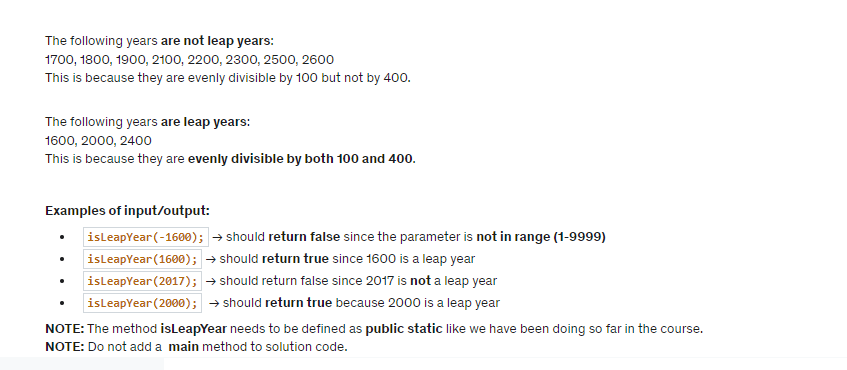 The following years are not leap years:
1700, 1800, 1900, 2100, 2200, 2300, 2500, 2600
This is because they are evenly divisible by 100 but not by 400.
The following years are leap years:
1600, 2000, 2400
This is because they are evenly divisible by both 100 and 400.
Examples of input/output:
• isLeapYear(-1600); → should return false since the parameter is not in range (1-9999)
• isLeapYear(1600); → should return true since 1600 is a leap year
• isLeapYear(2017); → should return false since 2017 is not a leap year
• isLeapYear(2000); → should return true because 2000 is a leap year
NOTE: The method isLeapYear needs to be defined as public static like we have been doing so far in the course.
NOTE: Do not add a main method to solution code.